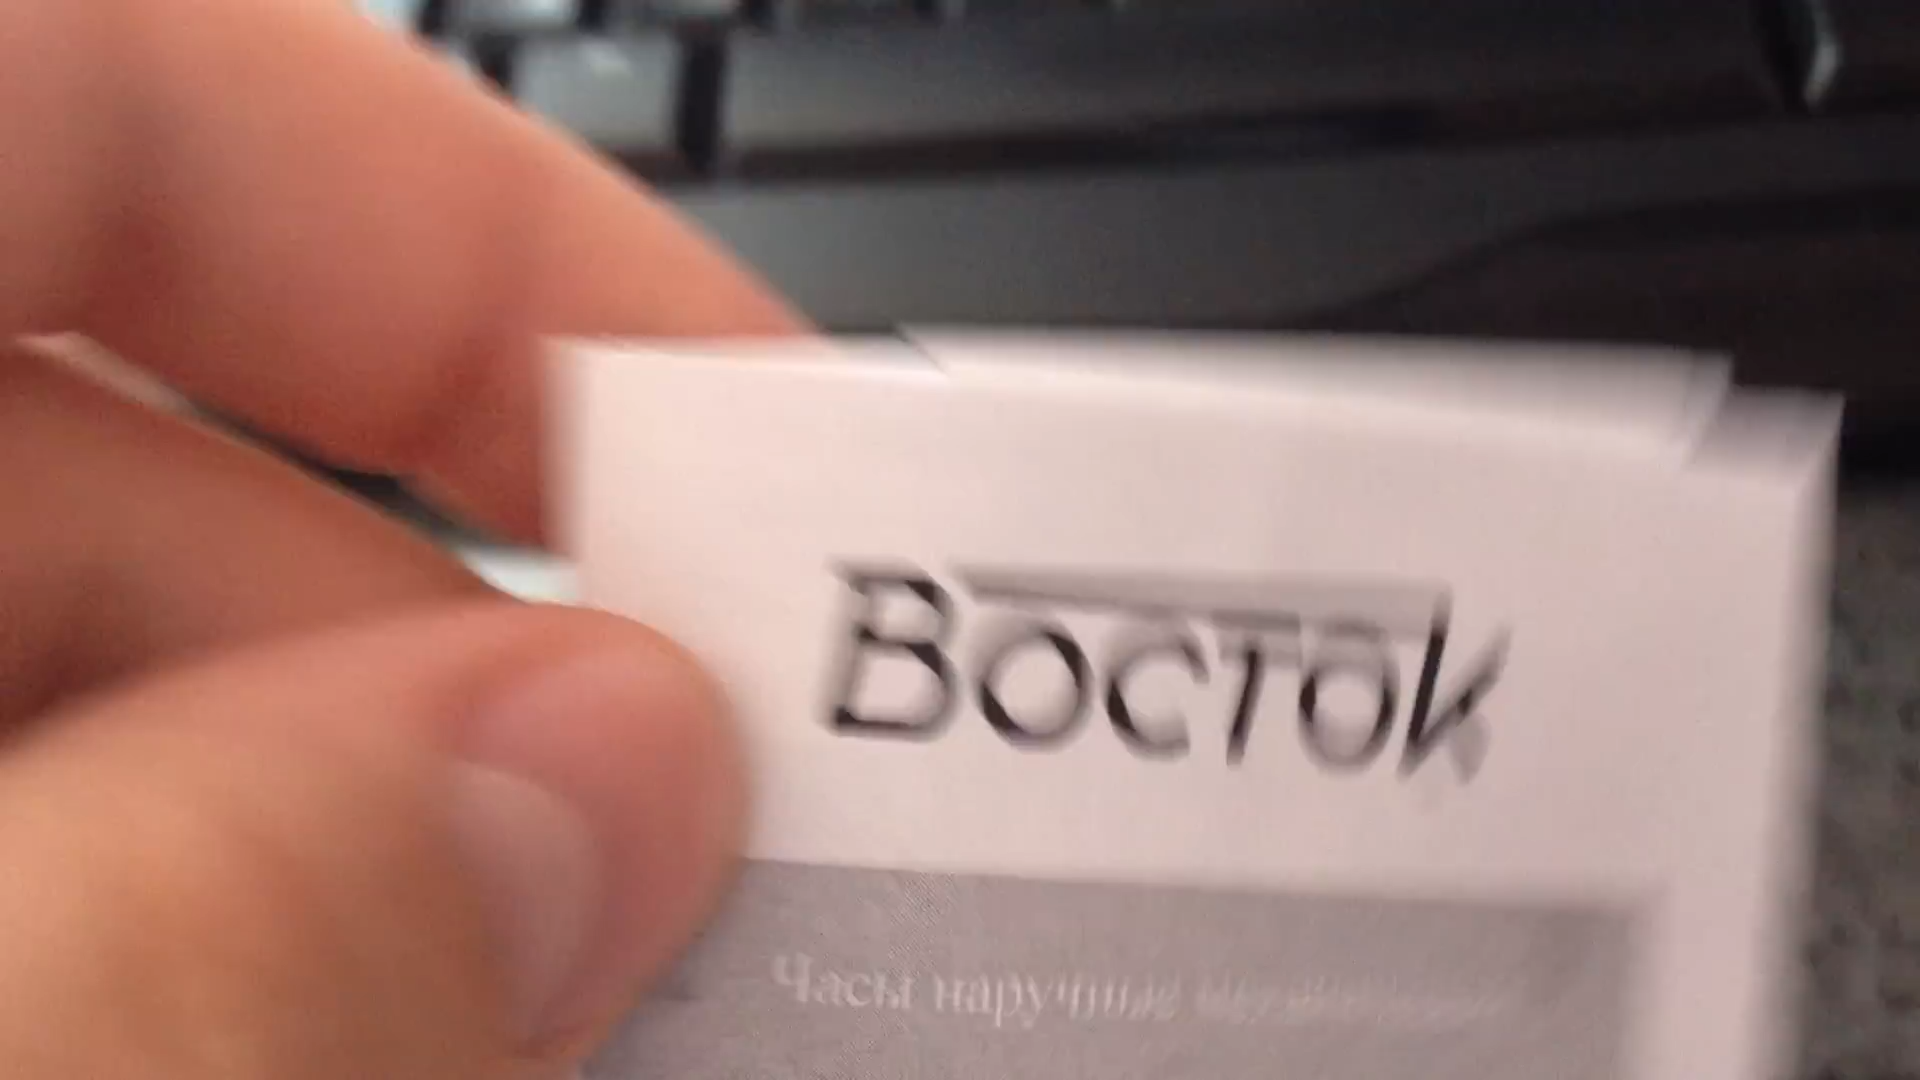 Восток
Часы наручные